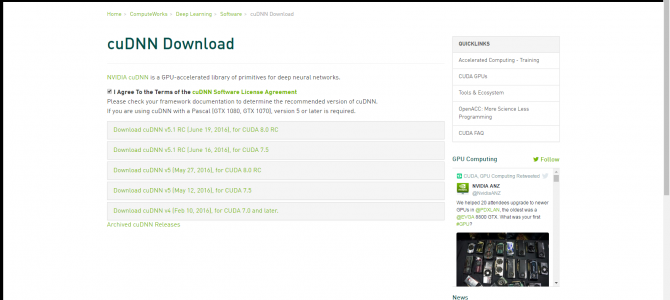 Home > ComputeWorks > Deep Learning > Software > cuDNN Download
cuDNN Download
NVIDIA cuDNN is a GPU-accelerated library of primitives for deep neural networks.
I Agree To the Terms of the cuDNN Software License Agreement
Please check your framework documentation to determine the recommended version of cuDNN.
If you are using cuDNN with a Pascal (GTX 1080, GTX 1070), version 5 or later is required.
Download cuDNN v5.1 RC (June 19, 2016), for CUDA 8.0 RC
Download cuDNN v5.1 RC (June 16, 2016), for CUDA 7.5
Download cuDNN v5 (May 27, 2016), for CUDA 8.0 RC
Download cuDNN v5 (May 12, 2016), for CUDA 7.5
Download cuDNN v4 (Feb 10, 2016), for CUDA 7.0 and later.
Archived cuDNN Releases
QUICKLINKS
Accelerated Computing - Training
CUDA GPUs
Tools & Ecosystem
OpenACC: More Science Less
Programming
CUDA FAQ
GPU Computing
Follow
CUDA, GPU Computing Retweeted
NVIDIA ANZ
@NvidiaANZ
We helped 20 attendees upgrade to newer
GPUs in @PDXLAN, the oldest was a
@EVGA 8600 GTX. What was your first
#GPU?
News